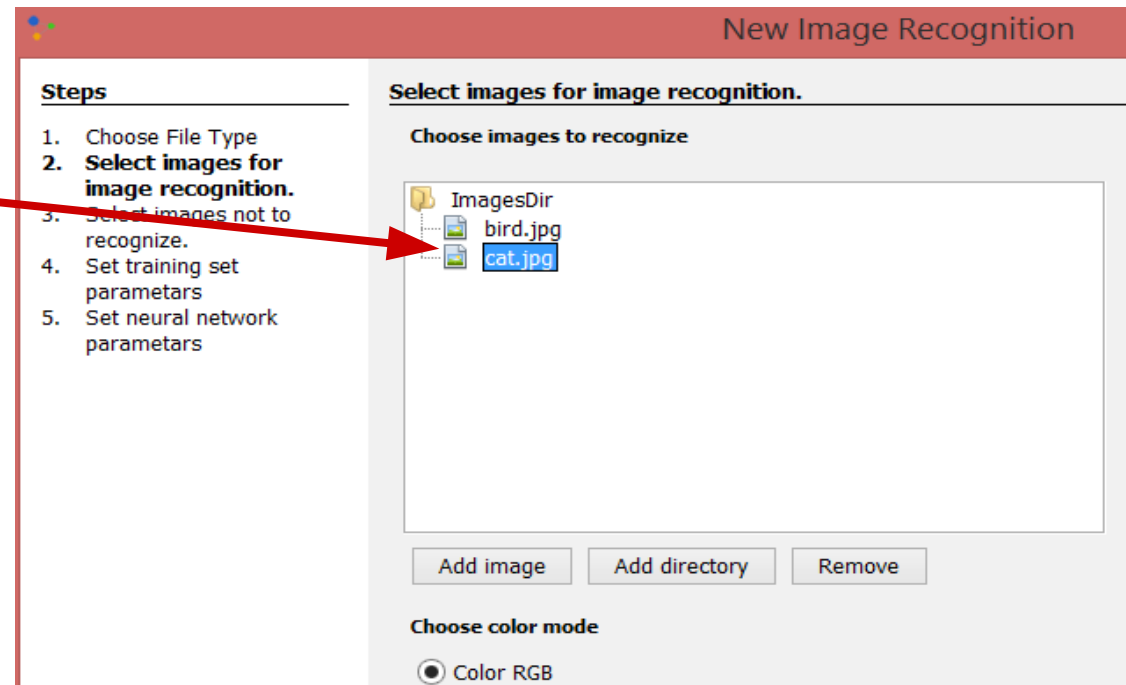 New Image Recognition
Steps
1. Choose File Type
2. Select images for
image recognition.
3. Select images not to
recognize.
4. Set training set
parametars
5. Set neural network
parametars
Select images for image recognition.
Choose images to recognize
ImagesDir
bird.jpg
cat.jpg
Add image
Add directory
Remove
Choose color mode
Color RGB